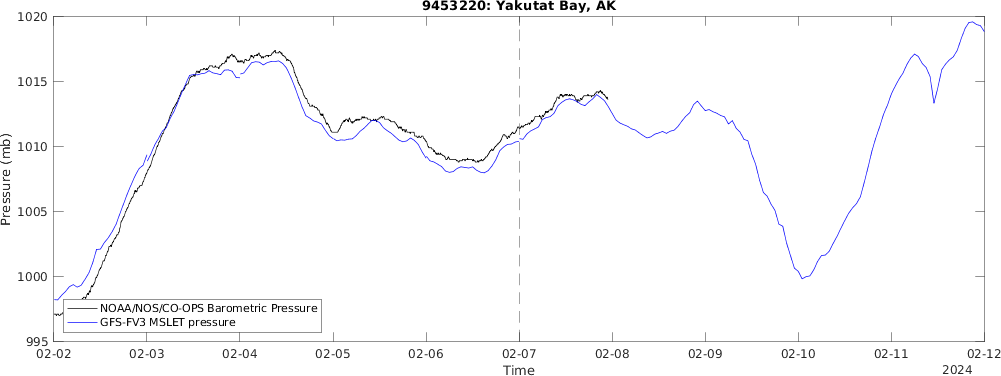 9453220: Yakutat Bay, AK
1020
1015
1010
1005
1000
995
Pressure (mb)
NOAA/NOS/CO-OPS Barometric Pressure
GFS-FV3 MSLET pressure
02-02 02-03 02-04 02-05 02-06 02-07 02-08 02-09 02-10 02-11 02-12
Time
2024